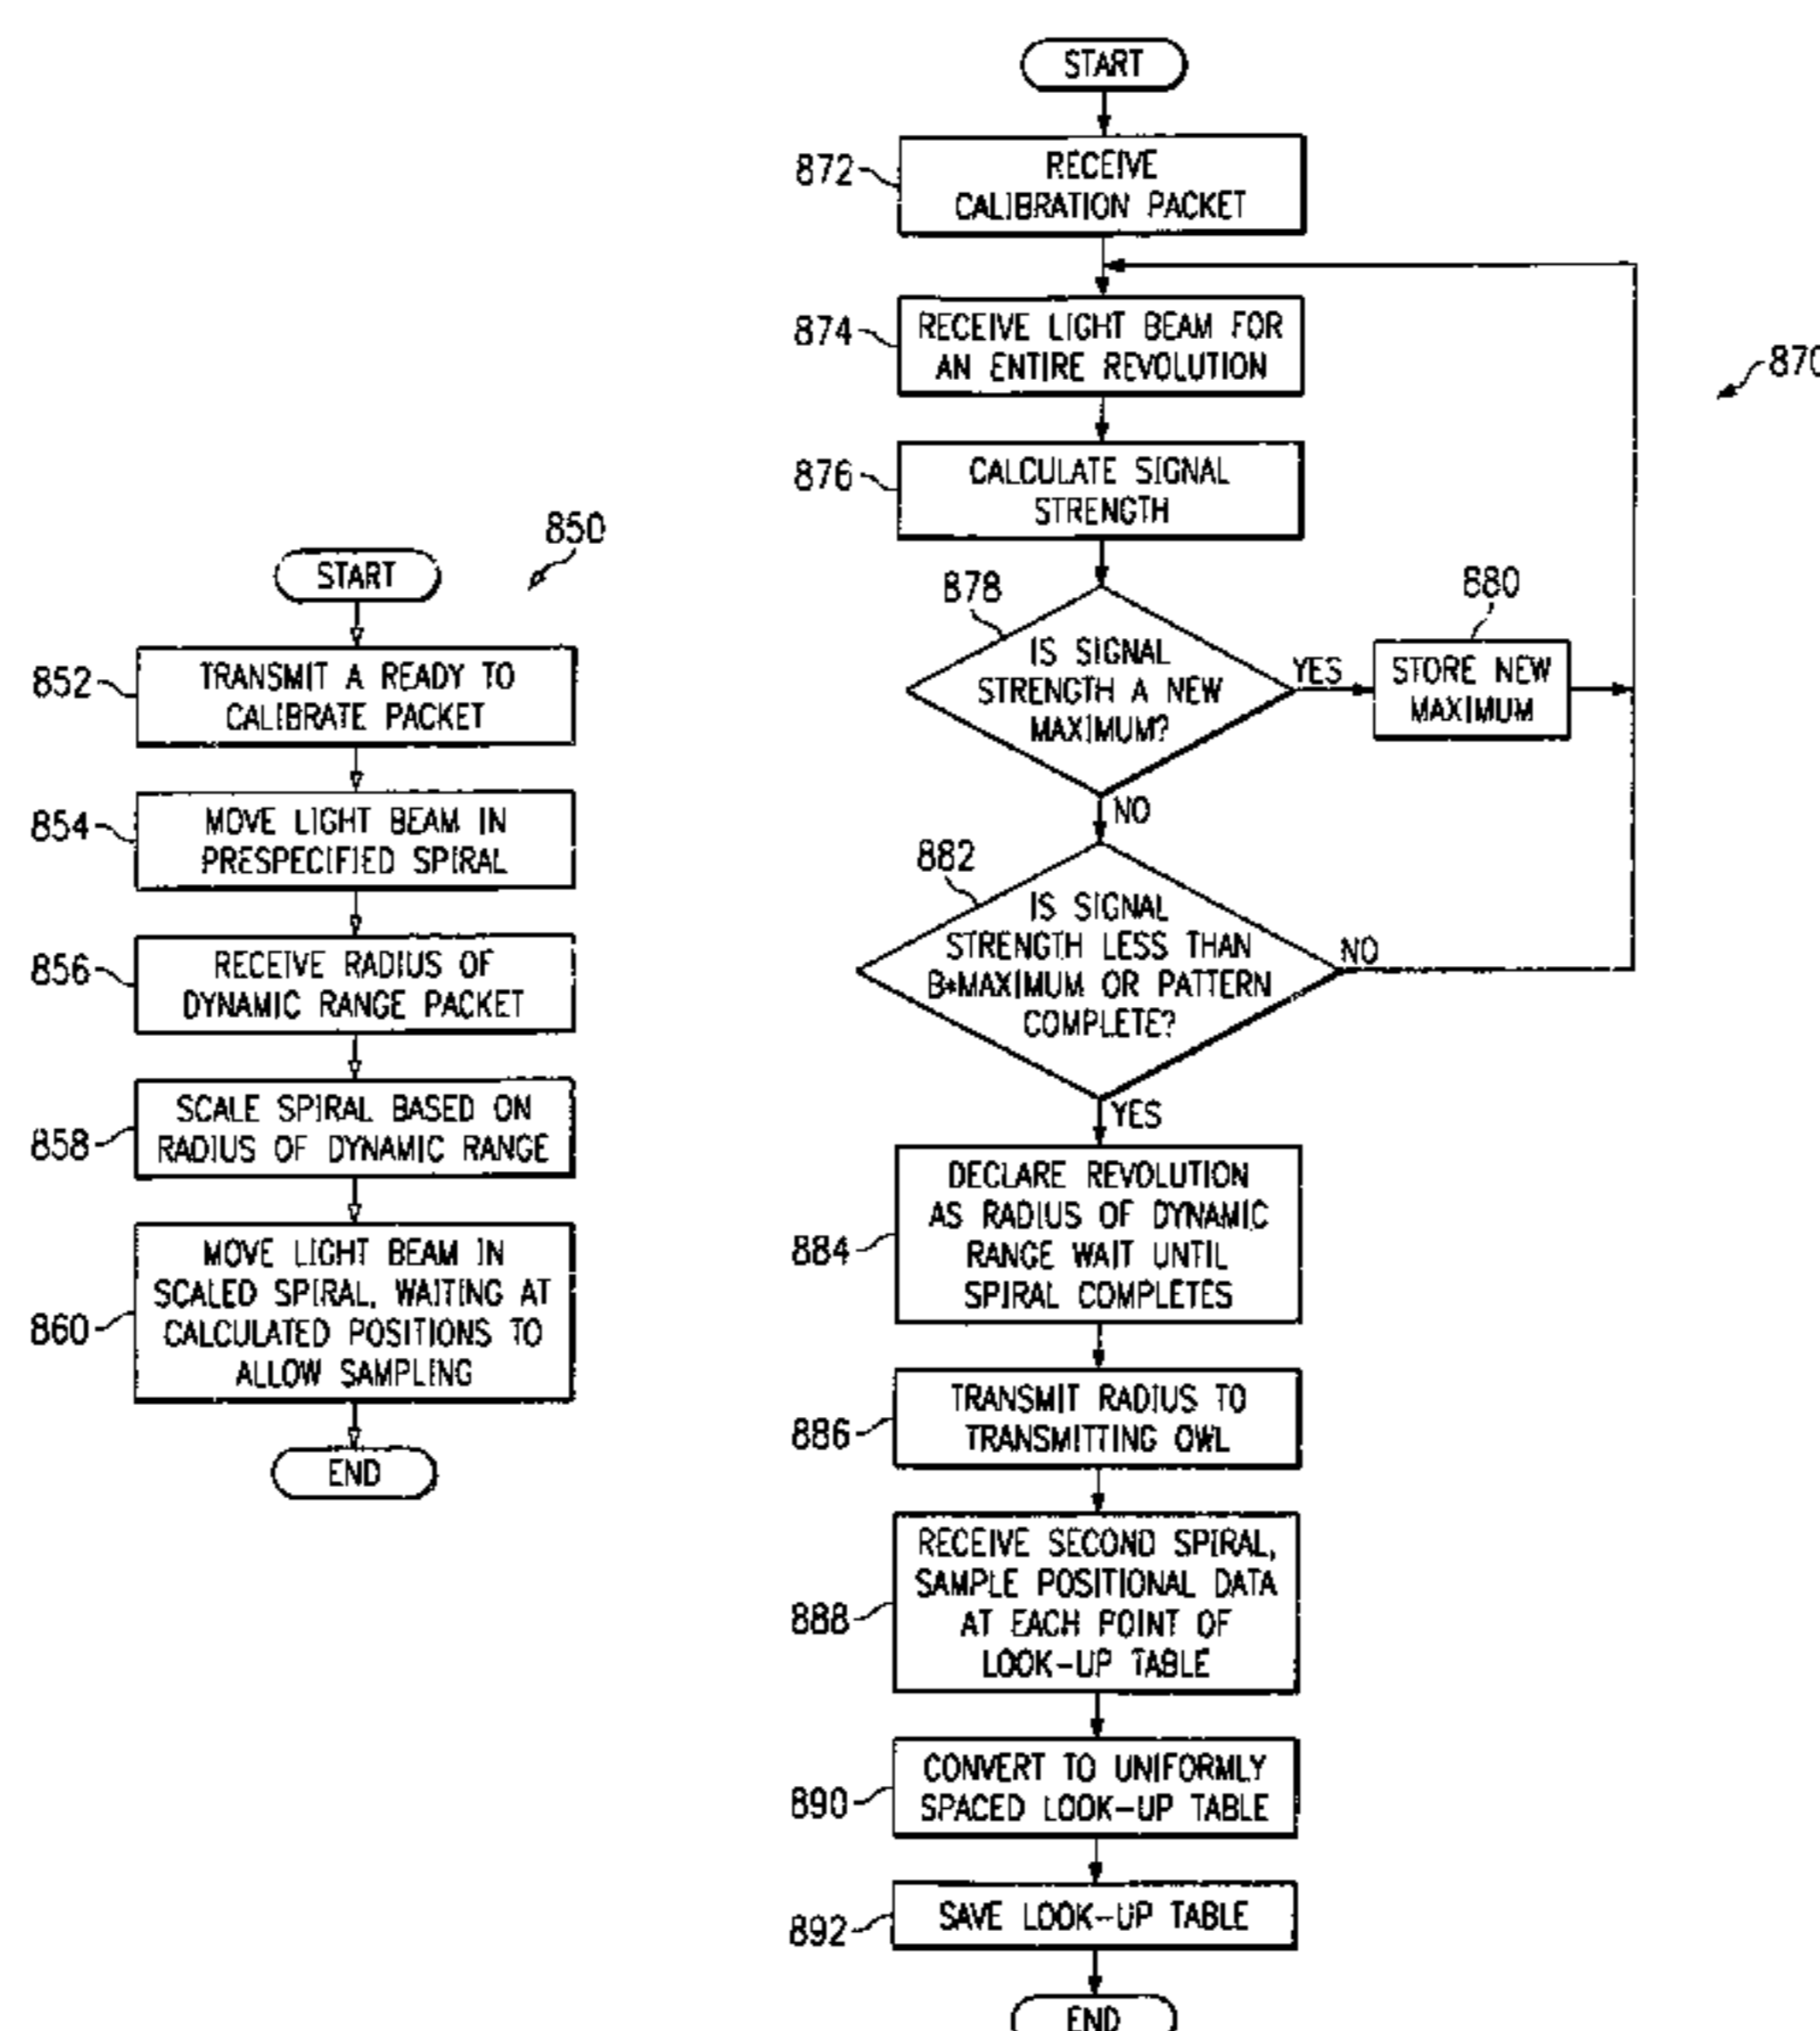 850
START
852
TRANSMIT A READY TO
CALIBRATE PACKET
854
MOVE LIGHT BEAM IN
PRESPECIFIED SPIRAL
856
RECEIVE RADIUS OF
DYNAMIC RANGE PACKET
858
SCALE SPIRAL BASED ON
RADIUS OF DYNAMIC RANGE
860
MOVE LIGHT BEAM IN
SCALED SPIRAL, WAITING AT
CALCULATED POSITIONS TO
ALLOW SAMPLING
END
START
872
RECEIVE
CALIBRATION PACKET
874
RECEIVE LIGHT BEAM FOR
AN ENTIRE REVOLUTION
870
876
CALCULATE SIGNAL
STRENGTH
878
IS SIGNAL
STRENGTH A NEW
MAXIMUM?
YES
880
STORE NEW
MAXIMUM
NO
882
IS SIGNAL
STRENGTH LESS THAN
B*MAXIMUM OR PATTERN
COMPLETE?
NO
YES
884
DECLARE REVOLUTION
AS RADIUS OF DYNAMIC
RANGE WAIT UNTIL
SPIRAL COMPLETES
886
TRANSMIT RADIUS TO
TRANSMITTING OWL
888
RECEIVE SECOND SPIRAL,
SAMPLE POSITIONAL DATA
AT EACH POINT OF
LOOK-UP TABLE
890
CONVERT TO UNIFORMLY
SPACED LOOK-UP TABLE
892
SAVE LOOK-UP TABLE
END